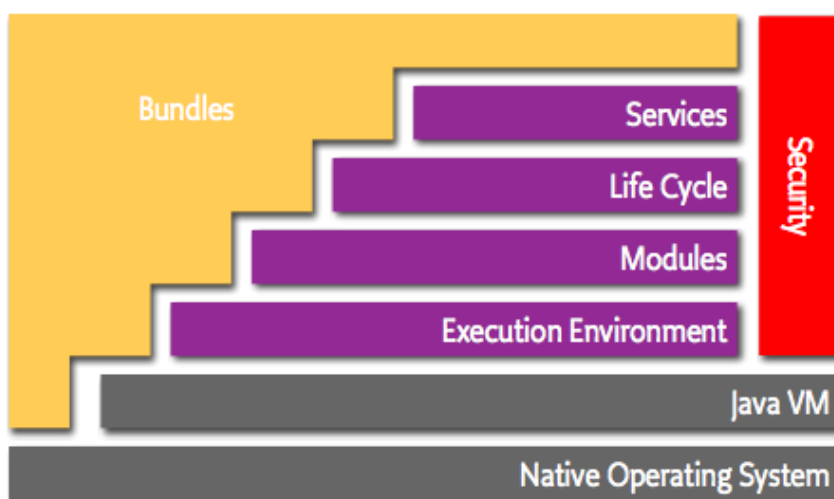 Bundles
Services
Life Cycle
Modules
Execution Environment
Security
Java VM
Native Operating System